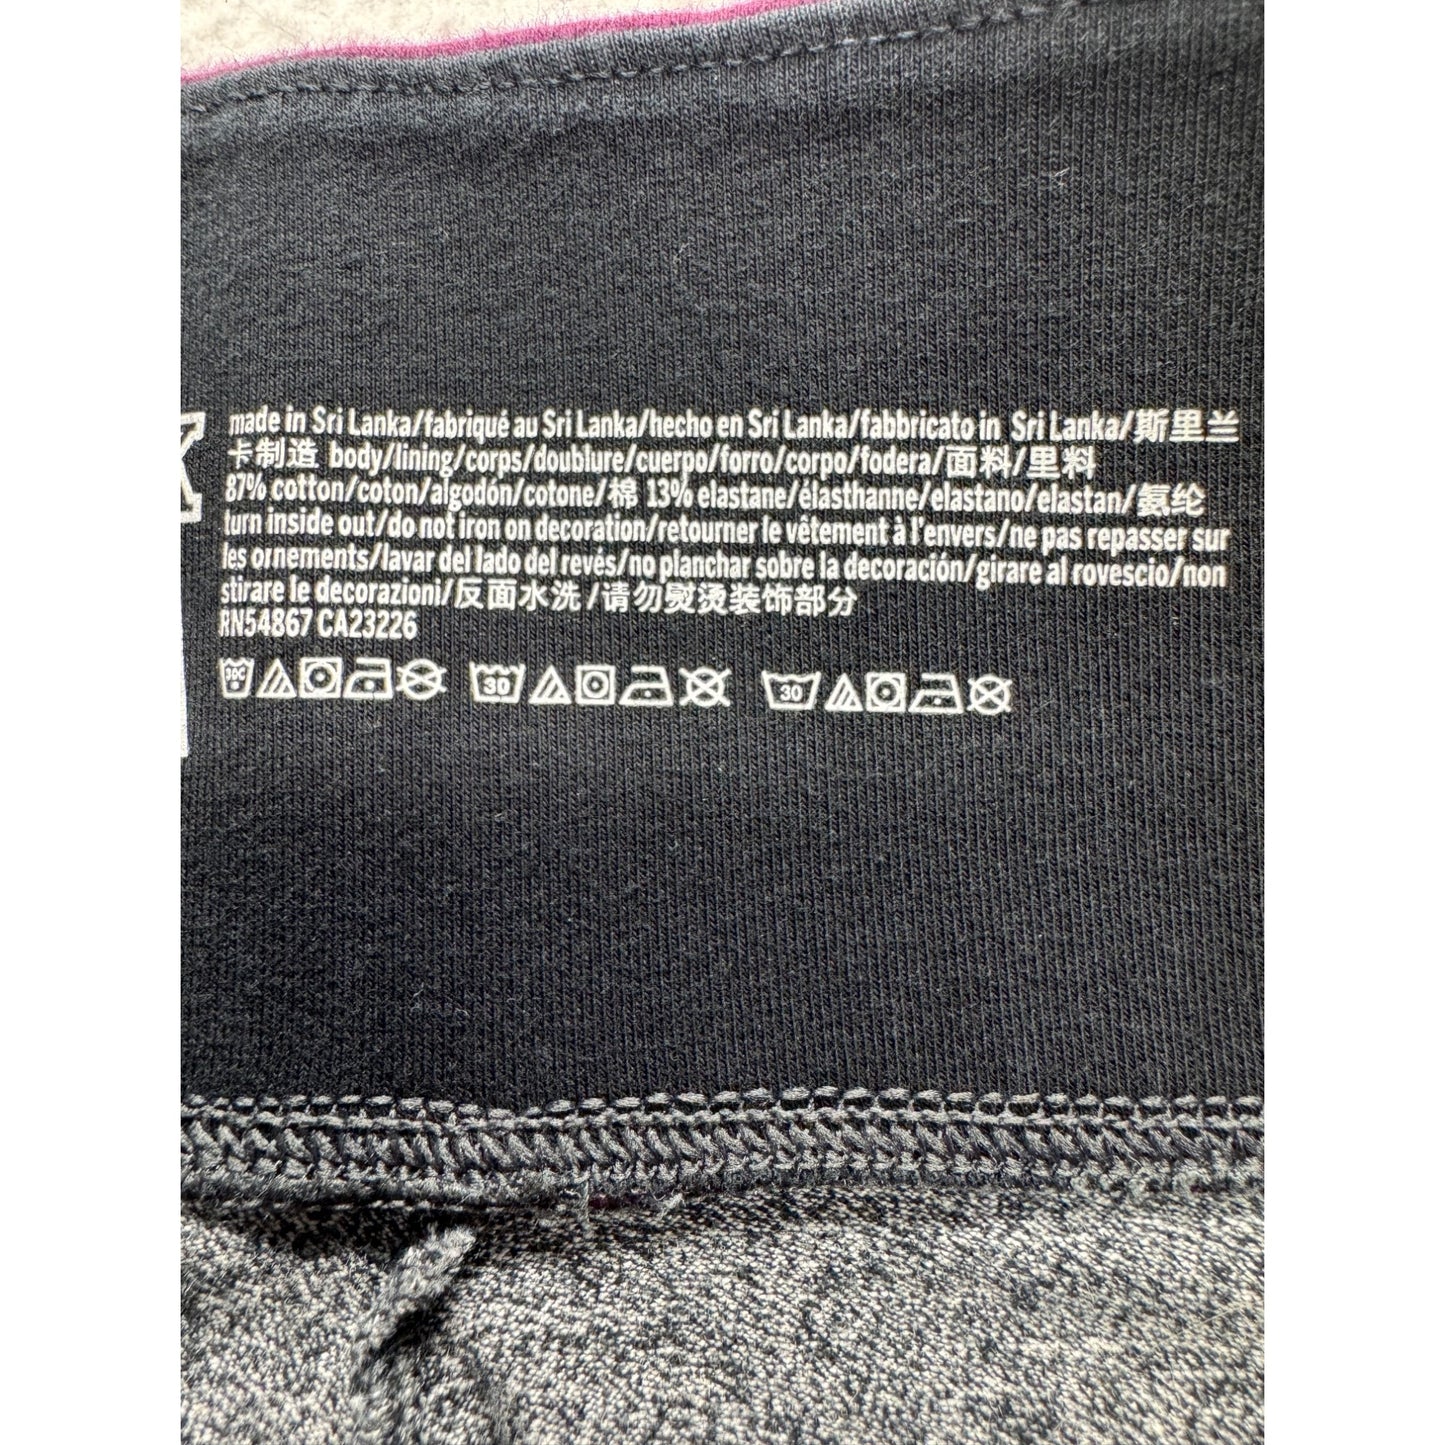 K
made in Sri Lanka/fabriqué au Sri Lanka/hecho en Sri Lanka/fabbricato in Sri Lanka/斯里兰
卡制造 body/lining/corps/doublure/cuerpo/forro/corpo/fodera/面料/里料
87% cotton/coton/algodón/cotone/棉 13% elastane/élasthanne/elastano/elastan/氨纶
turn inside out/do not iron on decoration/retourner le vêtement à l'envers/ne pas repasser sur
les ornements/lavar del lado del revés/no planchar sobre la decoración/girare al rovescio/non
stirare le decorazioni/反面水洗/请勿熨烫装饰部分
RN54867 CA23226
30C 30 30